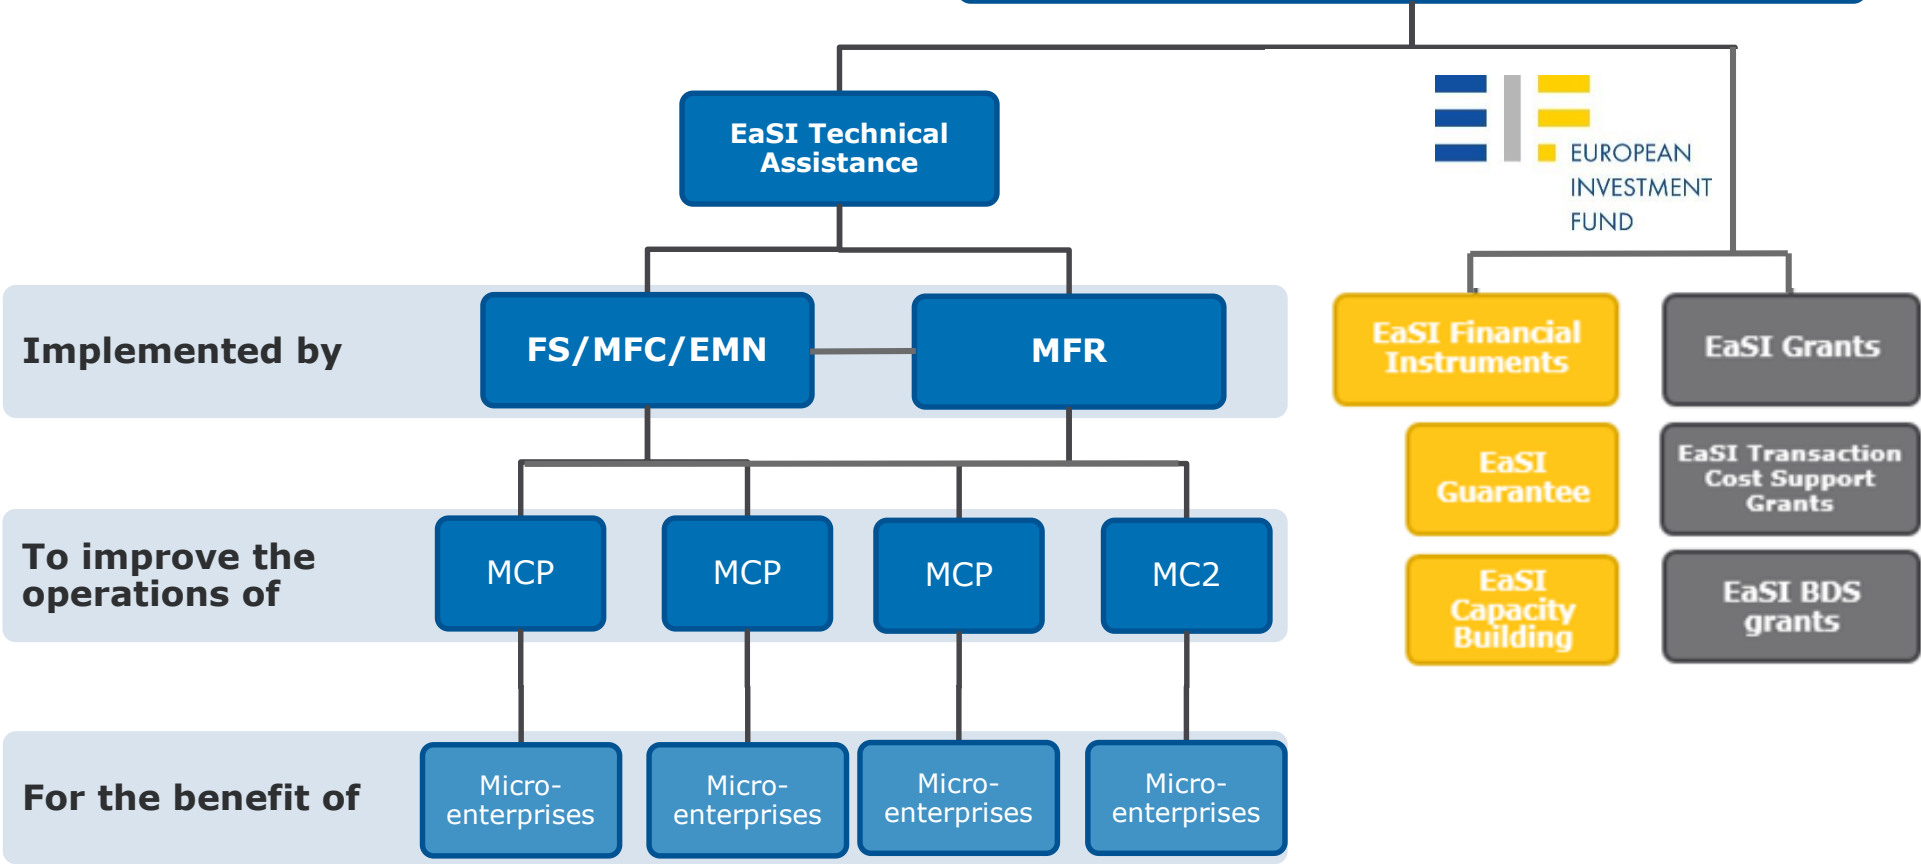 EaSI Technical
Assistance
EUROPEAN
INVESTMENT
FUND
Implemented by
FS/MFC/EMN
MFR
EaSI Financial
Instruments
EaSI Grants
EaSI
Guarantee
EaSI Transaction
Cost Support
Grants
To improve the
operations of
MCP
MCP
MCP
MC2
EaSI
Capacity
Building
EaSI BDS
grants
For the benefit of
Micro-
enterprises
Micro-
enterprises
Micro-
enterprises
Micro-
enterprises